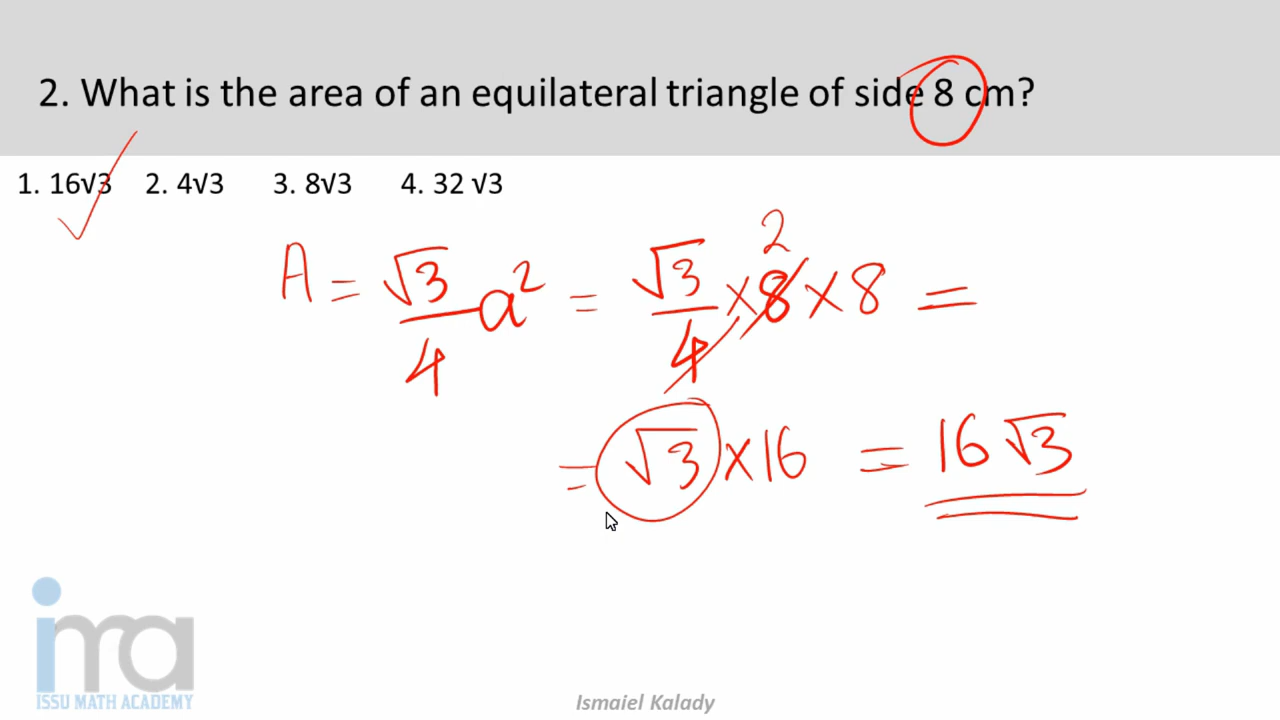 2. What is the area of an equilateral triangle of side 8 cm?
1. 16√3 2. 4√3 3. 8√3 4. 32 √3
A = √3/4 a² = √3/4 × 8 × 8 =
2
= √3 × 16 = 16√3
ima
ISSU MATH ACADEMY
Ismaiel Kalady